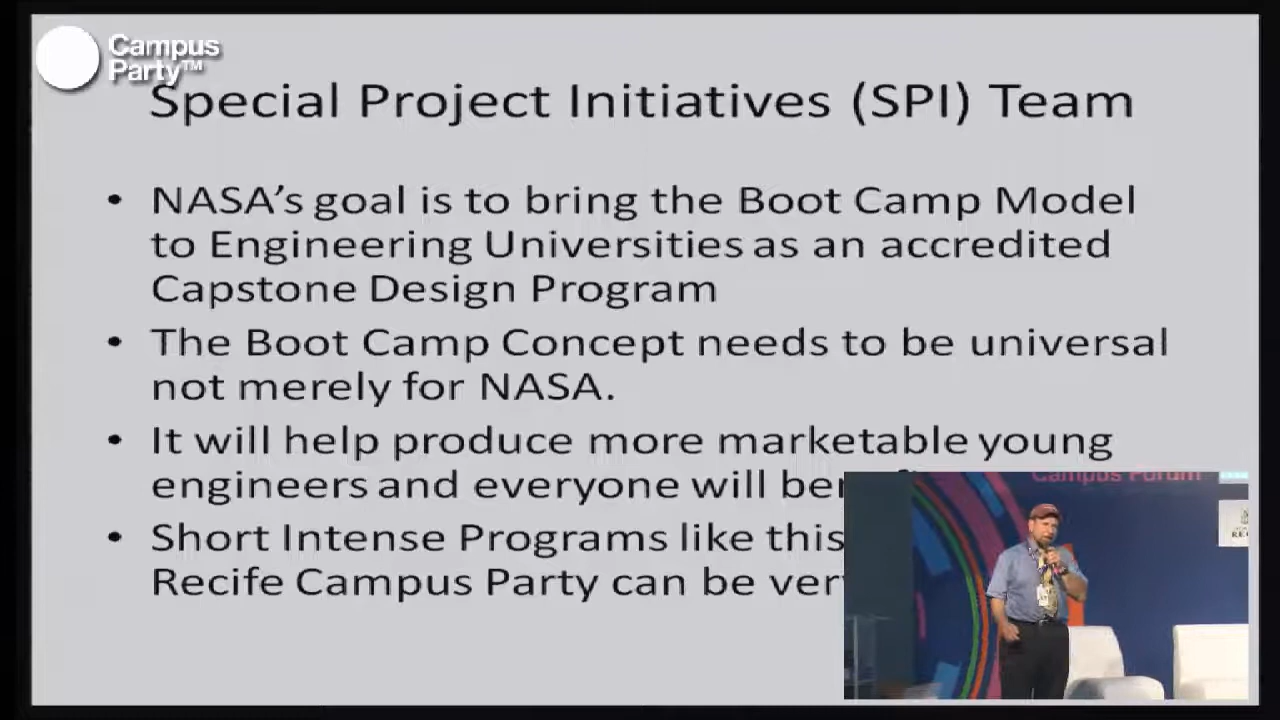 Campus
Party™
Special Project Initiatives (SPI) Team
• NASA’s goal is to bring the Boot Camp Model
to Engineering Universities as an accredited
Capstone Design Program
• The Boot Camp Concept needs to be universal
not merely for NASA.
• It will help produce more marketable young
engineers and everyone will
• Short Intense Programs like this
Recife Campus Party can be
Campus Forum